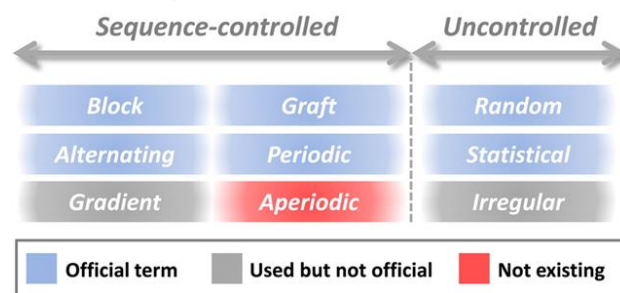 Sequence-controlled Uncontrolled
Block Graft Random
Alternating Periodic Statistical
Gradient Aperiodic Irregular
Official term Used but not official Not existing